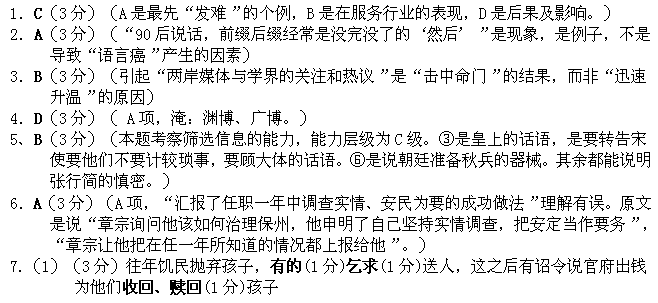 1．C（3分）（A是最先“发难”的个例，B是在服务行业的表现，D是后果及影响。）
2．A（3分）（“90后说话，前缀后缀经常是没完没了的‘然后’”是现象，是例子，不是
导致“语言癌”产生的因素）
3．B（3分）（引起“两岸媒体与学界的关注和热议”是“击中命门”的结果，而非“迅速
升温”的原因）
4．D（3分）（ A项，淹：渊博、广博。）
5、B（3分）（本题考察筛选信息的能力，能力层级为C级。③是皇上的话语，是要转告宋
使要他们不要计较琐事，要顾大体的话语。⑥是说朝廷准备秋兵的器械。其余都能说明
张行简的慎密。）
6．A（3分）（A项，“汇报了任职一年中调查实情、安民为要的成功做法”理解有误。原文
是说“章宗询问他该如何治理保州，他申明了自己坚持实情调查，把安定当作要务”，
“章宗让他把在任一年所知道的情况都上报给他”。）
7．（1）（3分）往年饥民抛弃孩子，有的(1分)乞求(1分)送人，这之后有诏令说官府出钱
为他们收回、赎回(1分)孩子